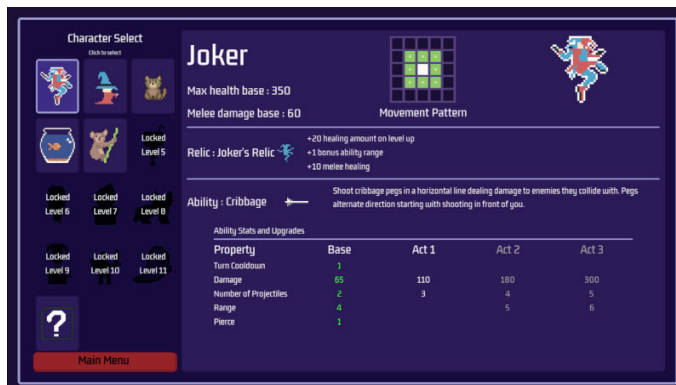 Character Select
Click to select
Locked
Level 5
Locked Locked Locked
Level 6 Level 7 Level 8
Locked Locked Locked
Level 9 Level 10 Level 11
?
Main Menu
Joker
Max health base : 350
Melee damage base : 60
Movement Pattern
Relic : Joker's Relic
+20 healing amount on level up
+1 bonus ability range
+10 melee healing
Ability : Cribbage
Shoot cribbage pegs in a horizontal line dealing damage to enemies they collide with. Pegs
alternate direction starting with shooting in front of you.
Ability Stats and Upgrades
Property Base Act 1 Act 2 Act 3
Turn Cooldown 1
Damage 65 110 180 300
Number of Projectiles 2 3 4 5
Range 4 5 6
Pierce 1